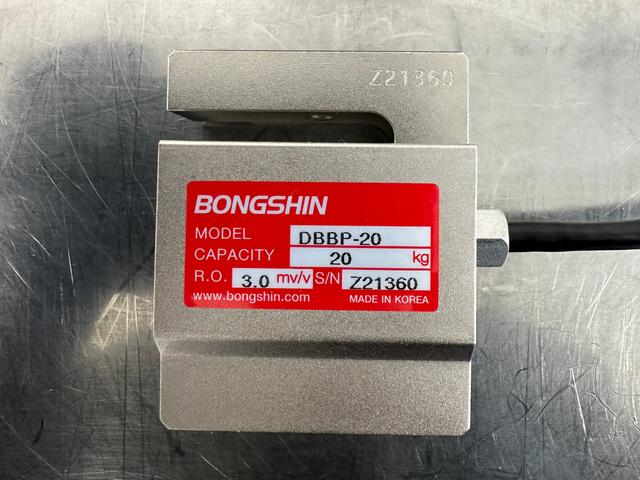 Z21360
BONGSHIN
MODEL DBBP-20
CAPACITY 20 kg
R.O. 3.0 mv/v S/N Z21360
www.bongshin.com MADE IN KOREA